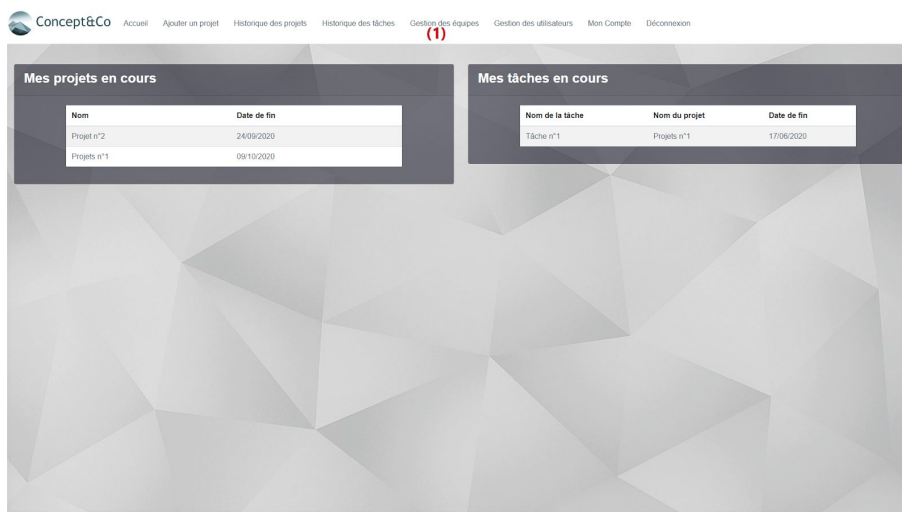 Concept&Co Accueil Ajouter un projet Historique des projets Historique des tâches Gestion des équipes Gestion des utilisateurs Mon Compte Déconnexion
(1)
Mes projets en cours
Nom Date de fin
Projet n°2 24/09/2020
Projets n°1 09/10/2020
Mes tâches en cours
Nom de la tâche Nom du projet Date de fin
Tâche n°1 Projets n°1 17/06/2020